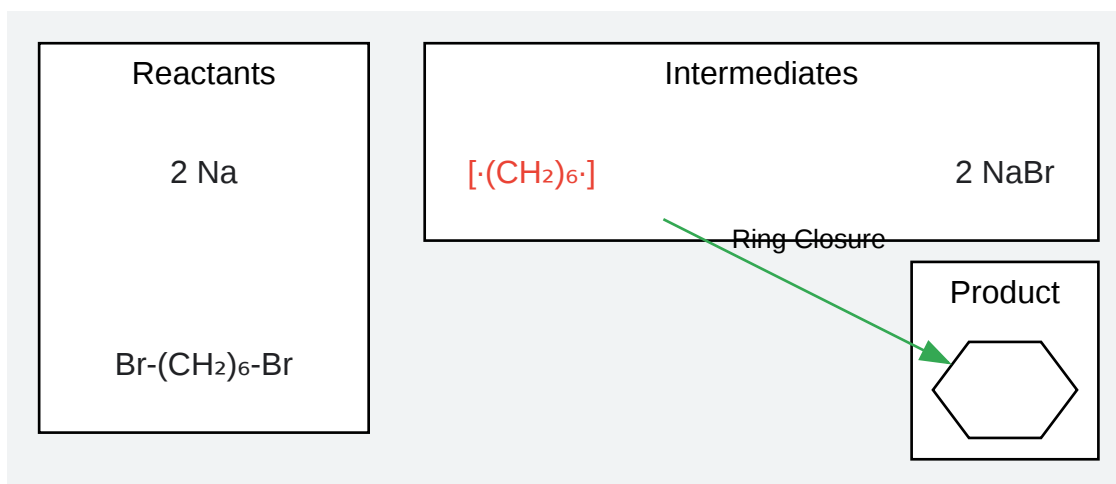 Reactants
2 Na
Br-(CH₂)₆-Br
Intermediates
[·(CH₂)₆·]
2 NaBr
Ring Closure
Product